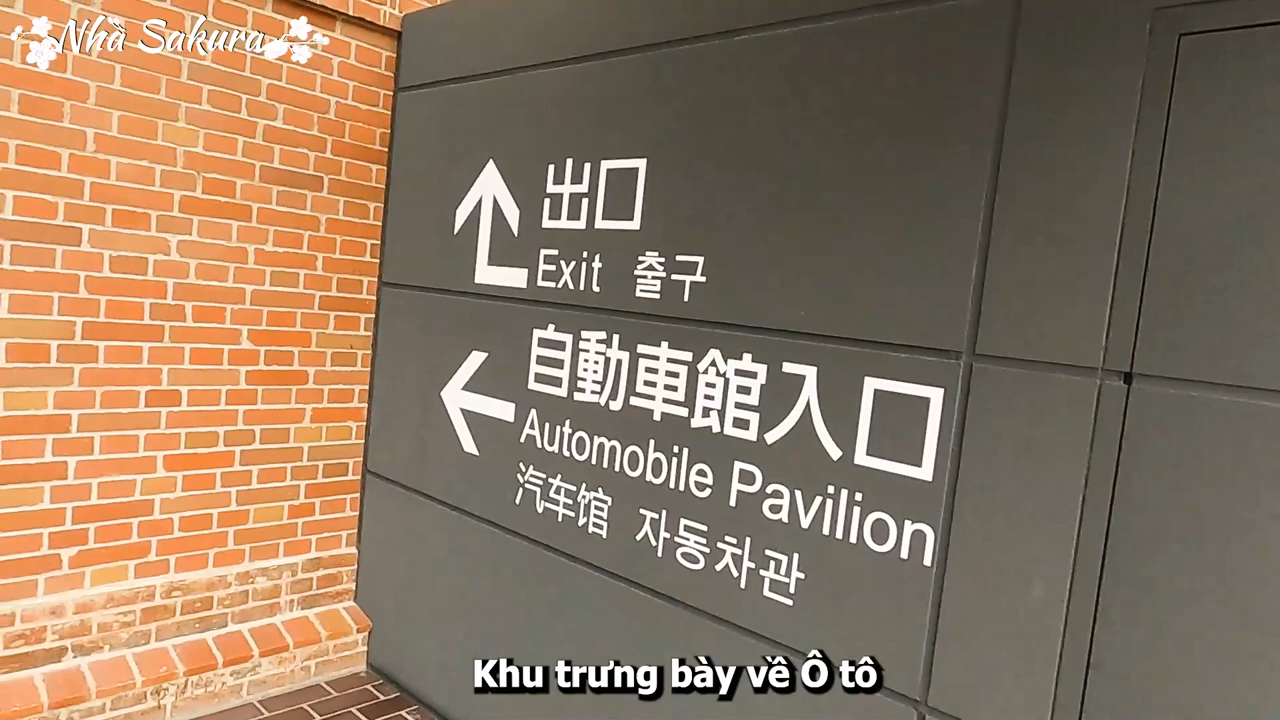 Nhà Sakura
出口
Exit 출구
自動車館入口
Automobile Pavilion
汽车馆 자동차관
Khu trưng bày về Ô tô